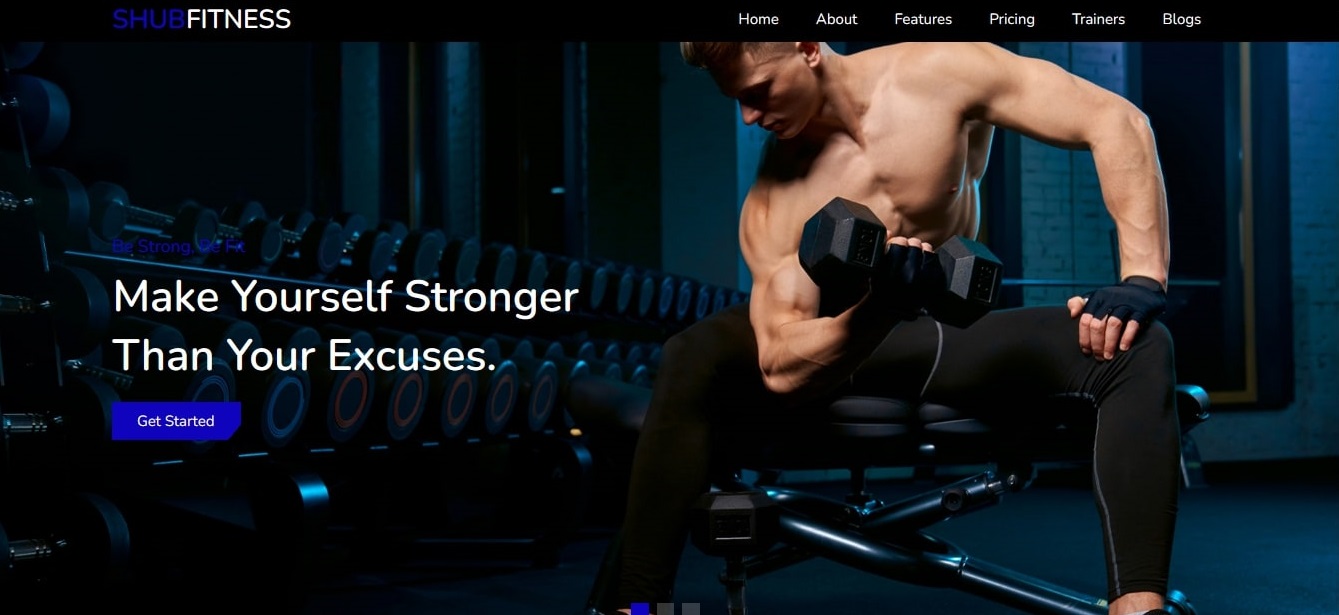 SHUBFITNESS
Home About Features Pricing Trainers Blogs
Be Strong, Be Fit
Make Yourself Stronger
Than Your Excuses.
Get Started